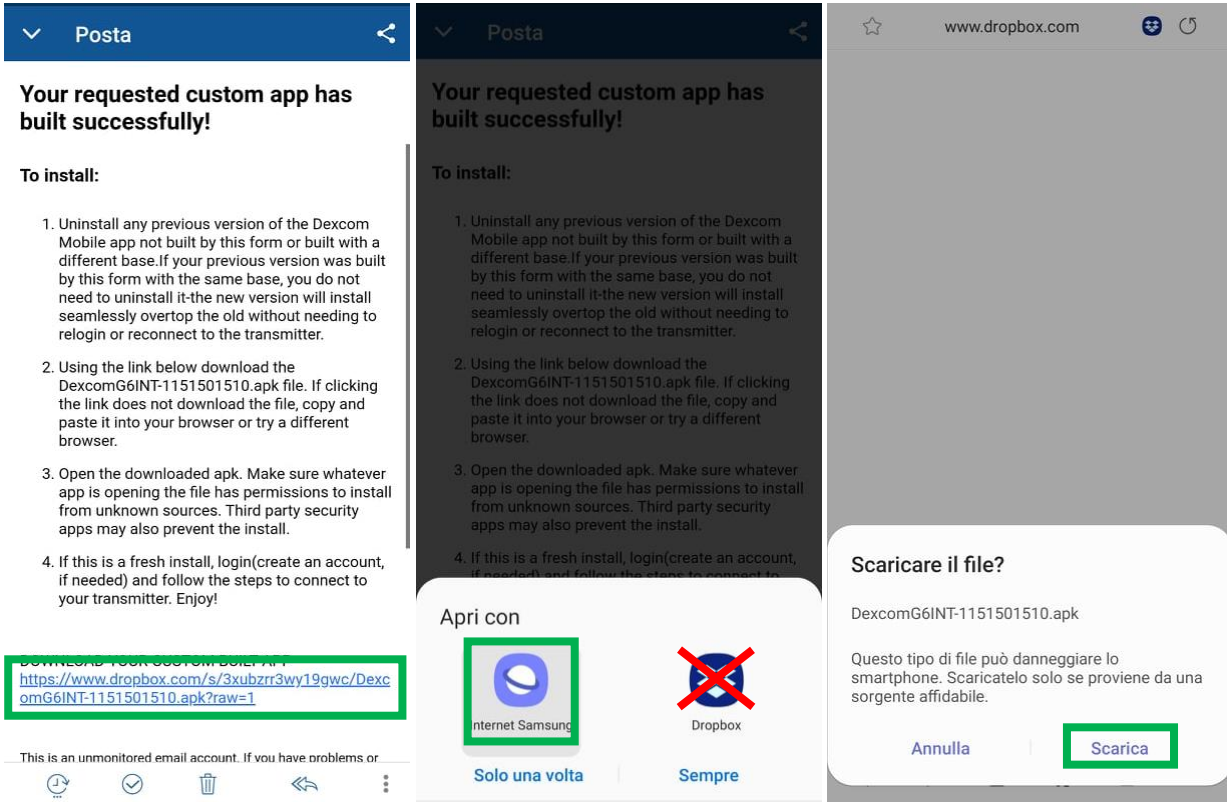 Posta
Your requested custom app has
built successfully!
To install:
1. Uninstall any previous version of the Dexcom
Mobile app not built by this form or built with a
different base.If your previous version was built
by this form with the same base, you do not
need to uninstall it-the new version will install
seamlessly overtop the old without needing to
relogin or reconnect to the transmitter.
2. Using the link below download the
DexcomG6INT-1151501510.apk file. If clicking
the link does not download the file, copy and
paste it into your browser or try a different
browser.
3. Open the downloaded apk. Make sure whatever
app is opening the file has permissions to install
from unknown sources. Third party security
apps may also prevent the install.
4. If this is a fresh install, login(create an account,
if needed) and follow the steps to connect to
your transmitter. Enjoy!
DOWNLOAD YOUR CUSTOM BUILT APP
https://www.dropbox.com/s/3xubzrr3wy19gwc/Dexc
omG6INT-1151501510.apk?raw=1
This is an unmonitored email account. If you have problems or
Posta
Your requested custom app has
built successfully!
To install:
1. Uninstall any previous version of the Dexcom
Mobile app not built by this form or built with a
different base.If your previous version was built
by this form with the same base, you do not
need to uninstall it-the new version will install
seamlessly overtop the old without needing to
relogin or reconnect to the transmitter.
2. Using the link below download the
DexcomG6INT-1151501510.apk file. If clicking
the link does not download the file, copy and
paste it into your browser or try a different
browser.
3. Open the downloaded apk. Make sure whatever
app is opening the file has permissions to install
from unknown sources. Third party security
apps may also prevent the install.
4. If this is a fresh install, login(create an account,
if needed) and follow the steps to connect to
Apri con
Internet Samsung
Dropbox
Solo una volta
Sempre
www.dropbox.com
Scaricare il file?
DexcomG6INT-1151501510.apk
Questo tipo di file può danneggiare lo
smartphone. Scaricatelo solo se proviene da una
sorgente affidabile.
Annulla
Scarica